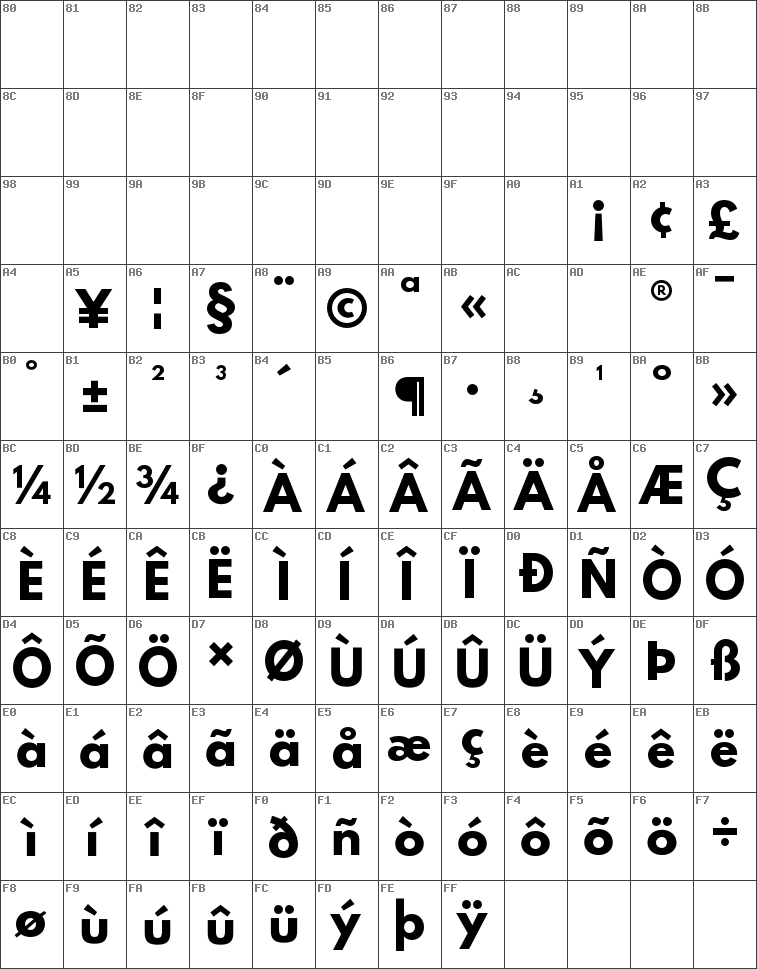 80 81 82 83 84 85 86 87 88 89 8A 8B
8C 8D 8E 8F 90 91 92 93 94 95 96 97
98 99 9A 9B 9C 9D 9E 9F A0 A1 A2 A3
¡ ¢ £
A4 A5 A6 A7 A8 A9 AA AB AC AD AE AF
¥ ¦ § ¨ © ª « ® ¯
B0 B1 B2 B3 B4 B5 B6 B7 B8 B9 BA BB
° ± ² ³ ´ ¶ · ¸ ¹ º »
BC BD BE BF C0 C1 C2 C3 C4 C5 C6 C7
¼ ½ ¾ ¿ À Á Â Ã Ä Å Æ Ç
C8 C9 CA CB CC CD CE CF D0 D1 D2 D3
È É Ê Ë Ì Í Î Ï Ð Ñ Ò Ó
D4 D5 D6 D7 D8 D9 DA DB DC DD DE DF
Ô Õ Ö × Ø Ù Ú Û Ü Ý Þ ß
E0 E1 E2 E3 E4 E5 E6 E7 E8 E9 EA EB
à á â ã ä å æ ç è é ê ë
EC ED EE EF F0 F1 F2 F3 F4 F5 F6 F7
ì í î ï ð ñ ò ó ô õ ö ÷
F8 F9 FA FB FC FD FE FF
ø ù ú û ü ý þ ÿ